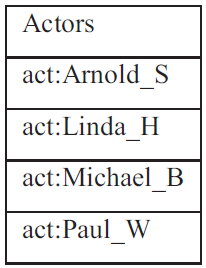 Actors
act:Arnold_S
act:Linda_H
act:Michael_B
act:Paul_W